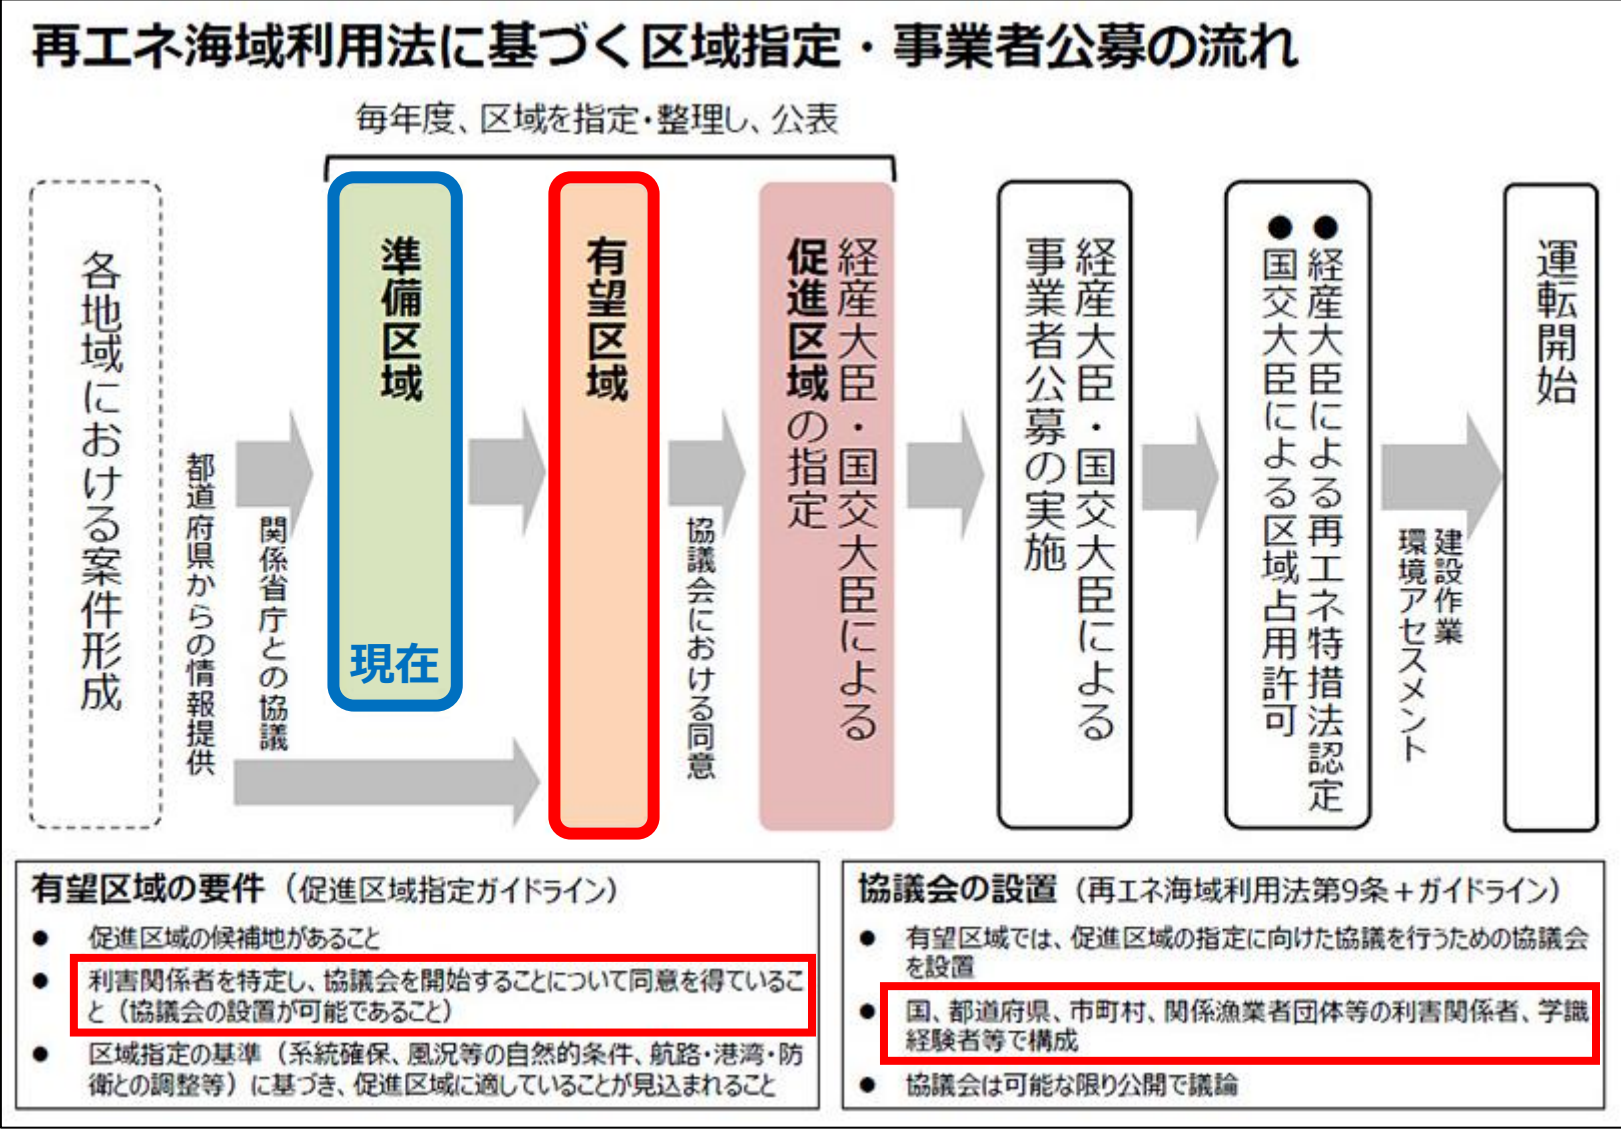 再エネ海域利用法に基づく区域指定・事業者公募の流れ
毎年度、区域を指定・整理し、公表
各地域における案件形成
都道府県からの情報提供
関係省庁との協議
準備区域
現在
有望区域
協議会における同意
経産大臣・国交大臣による
促進区域の指定
経産大臣・国交大臣による
事業者公募の実施
●経産大臣による再エネ特措法認定
●国交大臣による区域占用許可
建設作業
環境アセスメント
運転開始
有望区域の要件（促進区域指定ガイドライン）
● 促進区域の候補地があること
● 利害関係者を特定し、協議会を開始することについて同意を得ているこ
と（協議会の設置が可能であること）
● 区域指定の基準（系統確保、風況等の自然的条件、航路・港湾・防
衛との調整等）に基づき、促進区域に適していることが見込まれること
協議会の設置（再エネ海域利用法第9条＋ガイドライン）
● 有望区域では、促進区域の指定に向けた協議を行うための協議会
を設置
● 国、都道府県、市町村、関係漁業者団体等の利害関係者、学識
経験者等で構成
● 協議会は可能な限り公開で議論